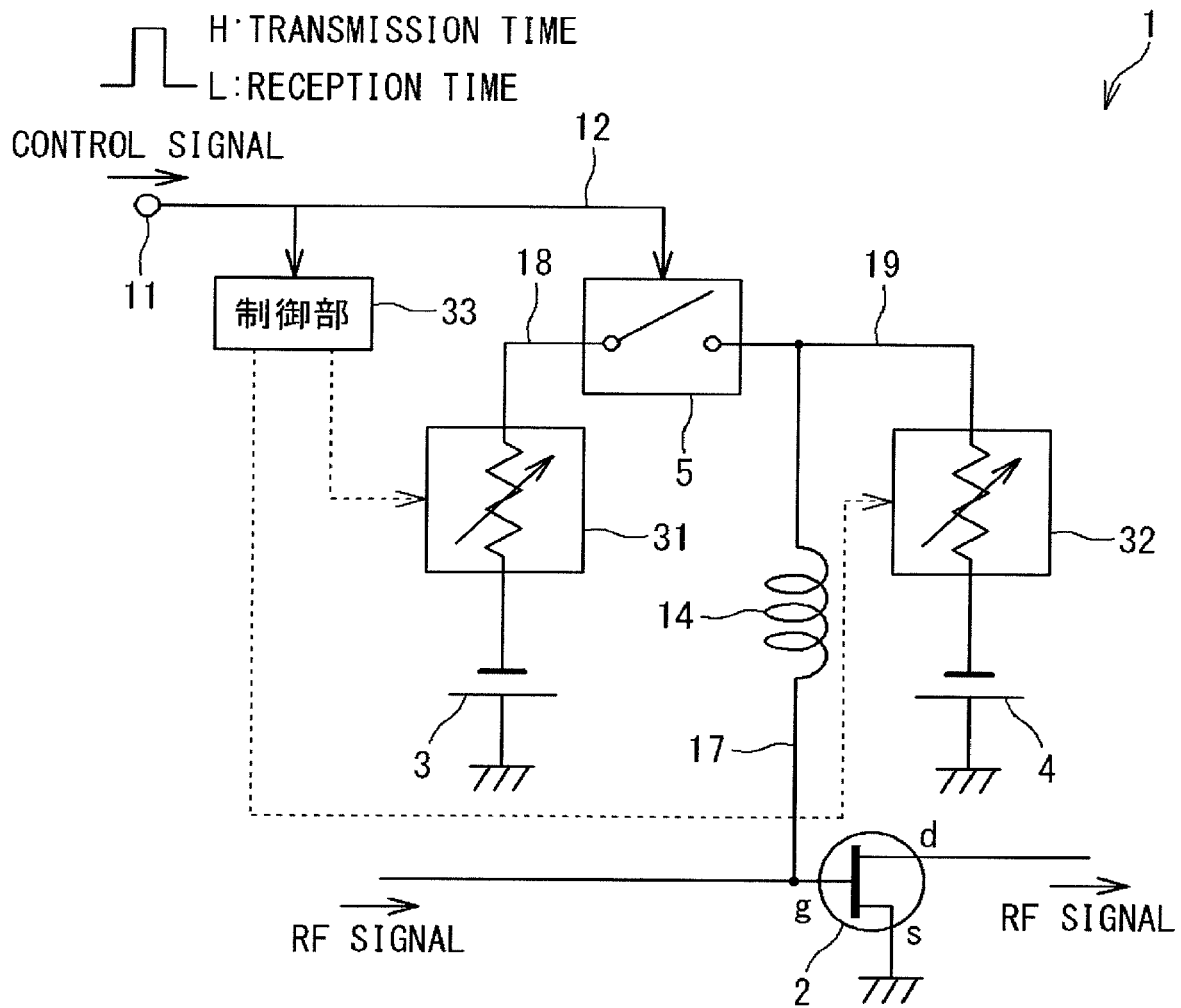 H:TRANSMISSION TIME
L:RECEPTION TIME
1
CONTROL SIGNAL
12
11
制御部
33
18
19
5
31
32
14
3
17
4
d
g
s
RF SIGNAL
RF SIGNAL
2